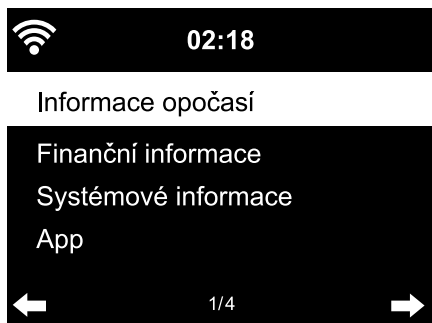 02:18
Informace opočasí
Finanční informace
Systémové informace
App
1/4